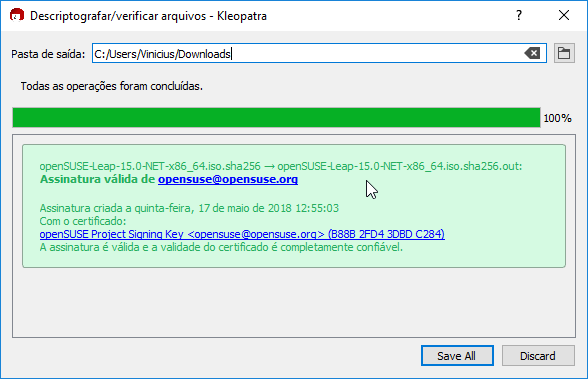 Descriptografar/verificar arquivos - Kleopatra
Pasta de saída: C:/Users/Vinicius/Downloads
Todas as operações foram concluídas.
100%
openSUSE-Leap-15.0-NET-x86_64.iso.sha256 → openSUSE-Leap-15.0-NET-x86_64.iso.sha256.out:
Assinatura válida de opensuse@opensuse.org
Assinatura criada a quinta-feira, 17 de maio de 2018 12:55:03
Com o certificado:
openSUSE Project Signing Key <opensuse@opensuse.org> (B88B 2FD4 3DBD C284)
A assinatura é válida e a validade do certificado é completamente confiável.
Save All Discard